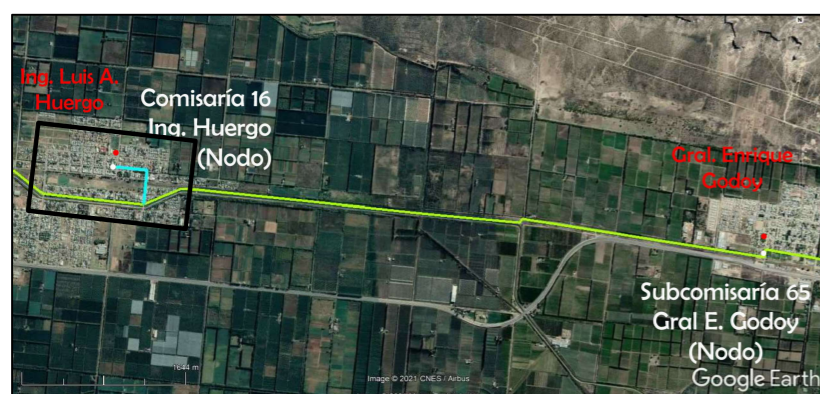 Ing. Luis A.
Huergo
Comisaría 16
Ing. Huergo
(Nodo)
Gral. Enrique
Godoy
Subcomisaría 65
Gral E. Godoy
(Nodo)
1644 m
Image © 2021 CNES / Airbus
Google Earth